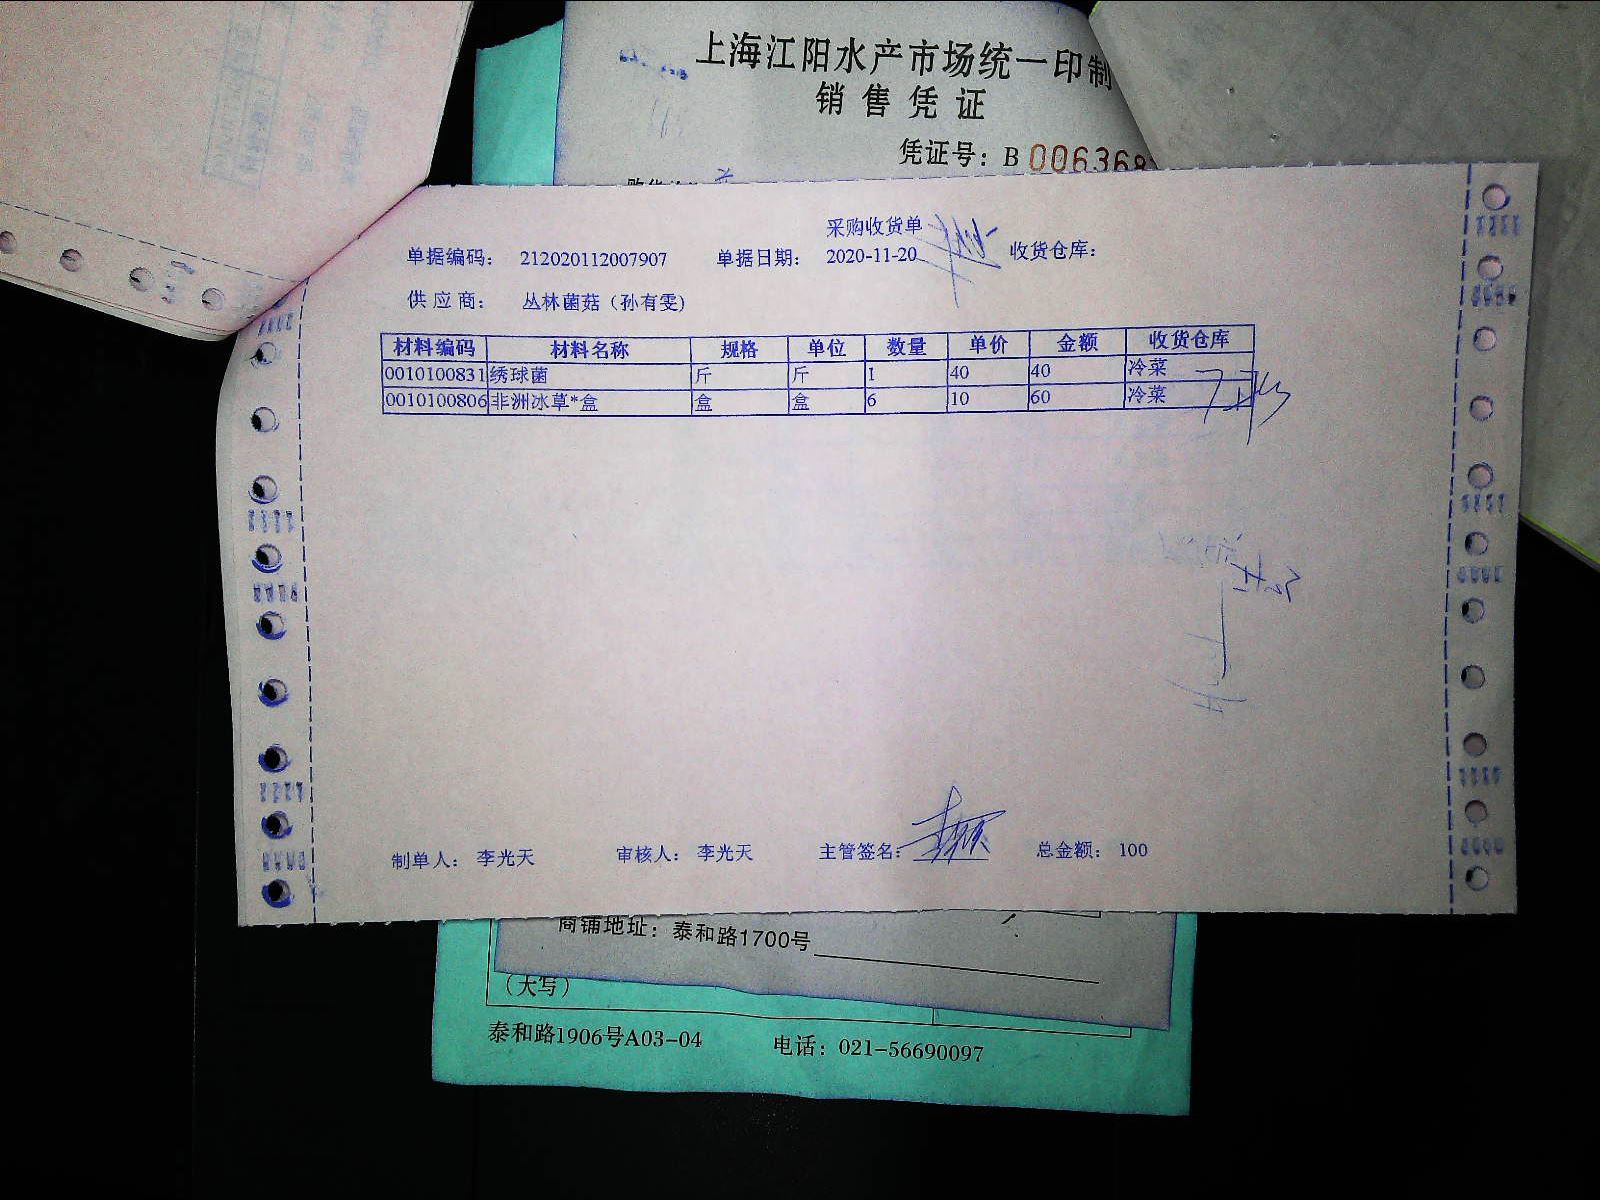 上海江阳水产市场统一印制
销售凭证
凭证号：B 006368
采购收货单
单据编码： 212020112007907 单据日期： 2020-11-20 收货仓库：
供应商： 丛林菌菇（孙有雯）
材料编码 材料名称 规格 单位 数量 单价 金额 收货仓库
0010100831 绣球菌 斤 斤 1 40 40 冷菜
0010100806 非洲冰草*盒 盒 盒 6 10 60 冷菜
制单人： 李光天 审核人： 李光天 主管签名： 总金额： 100
商铺地址：泰和路1700号
（大写）
泰和路1906号A03-04 电话：021-56690097